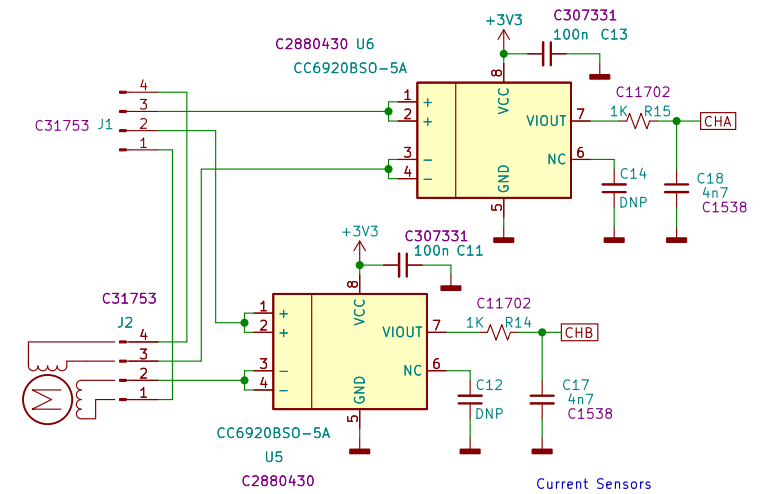 C307331
+3V3
100n C13
C2880430 U6
CC6920BSO-5A
8
4
3
C31753 J1
2
1
1 +
2 +
3 −
4 −
VCC
VIOUT 7
NC 6
GND
5
C11702
1K R15
CHA
C14
DNP
C18
4n7
C1538
C307331
+3V3
100n C11
8
C31753
J2
4
3
2
1
1 +
2 +
3 −
4 −
VCC
VIOUT 7
NC 6
GND
5
C11702
1K R14
CHB
C12
DNP
C17
4n7
C1538
M
CC6920BSO-5A
U5
C2880430
Current Sensors